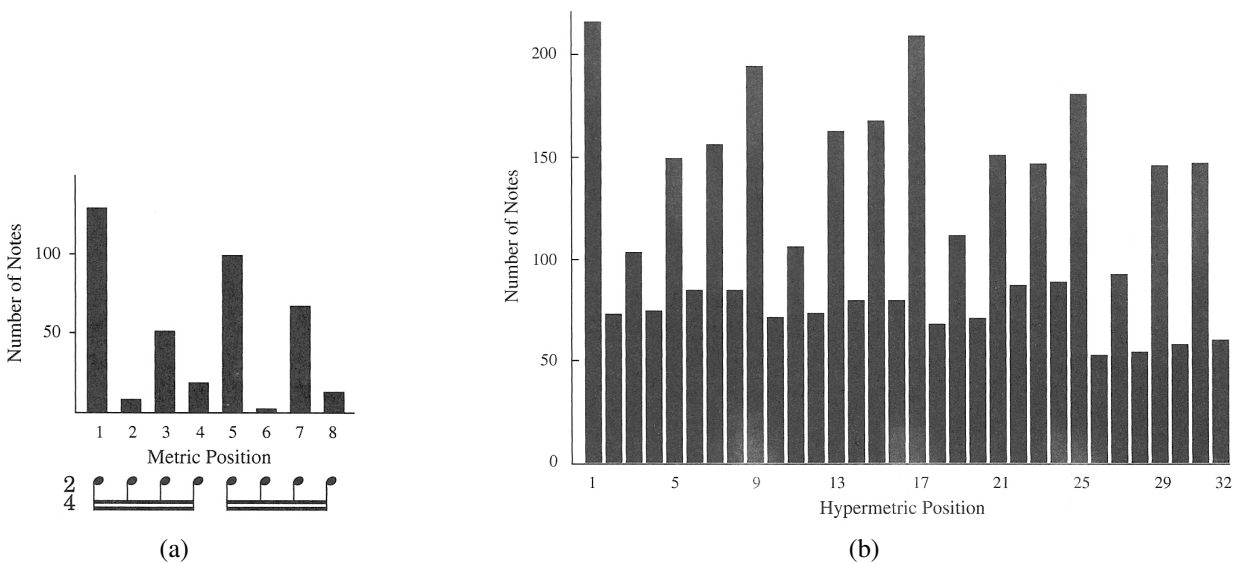 Number of Notes
100
50
1 2 3 4 5 6 7 8
Metric Position
2
4
(a)
Number of Notes
200
150
100
50
0
1 5 9 13 17 21 25 29 32
Hypermetric Position
(b)